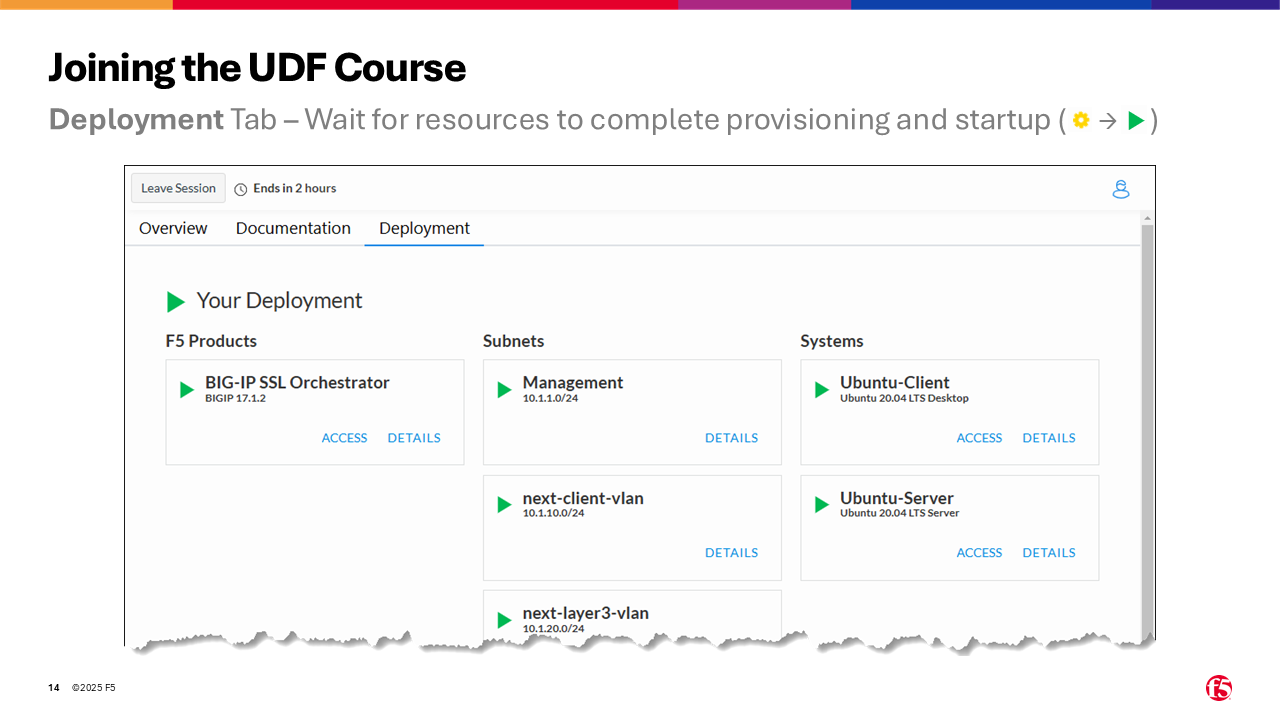 Joining the UDF Course
Deployment Tab – Wait for resources to complete provisioning and startup ( → )
Leave Session
Ends in 2 hours
Overview
Documentation
Deployment
Your Deployment
F5 Products
BIG-IP SSL Orchestrator
BIGIP 17.1.2
ACCESS DETAILS
Subnets
Management
10.1.1.0/24
DETAILS
next-client-vlan
10.1.10.0/24
DETAILS
next-layer3-vlan
10.1.20.0/24
Systems
Ubuntu-Client
Ubuntu 20.04 LTS Desktop
ACCESS DETAILS
Ubuntu-Server
Ubuntu 20.04 LTS Server
ACCESS DETAILS
14 ©2025 F5
f5